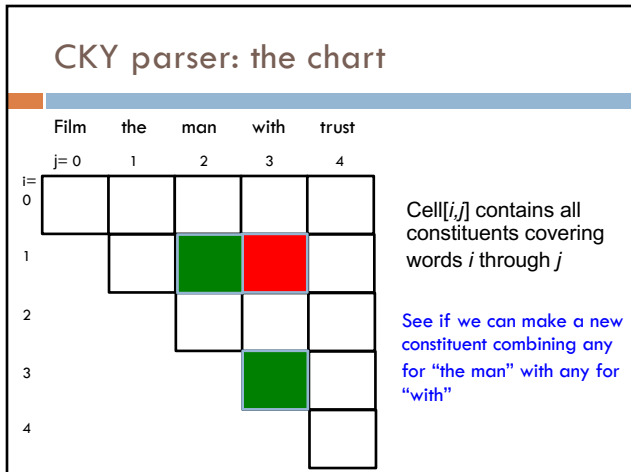 CKY parser: the chart
Film the man with trust
j= 0 1 2 3 4
i=
0
1
2
3
4
Cell[i,j] contains all
constituents covering
words i through j
See if we can make a new
constituent combining any
for “the man” with any for
“with”